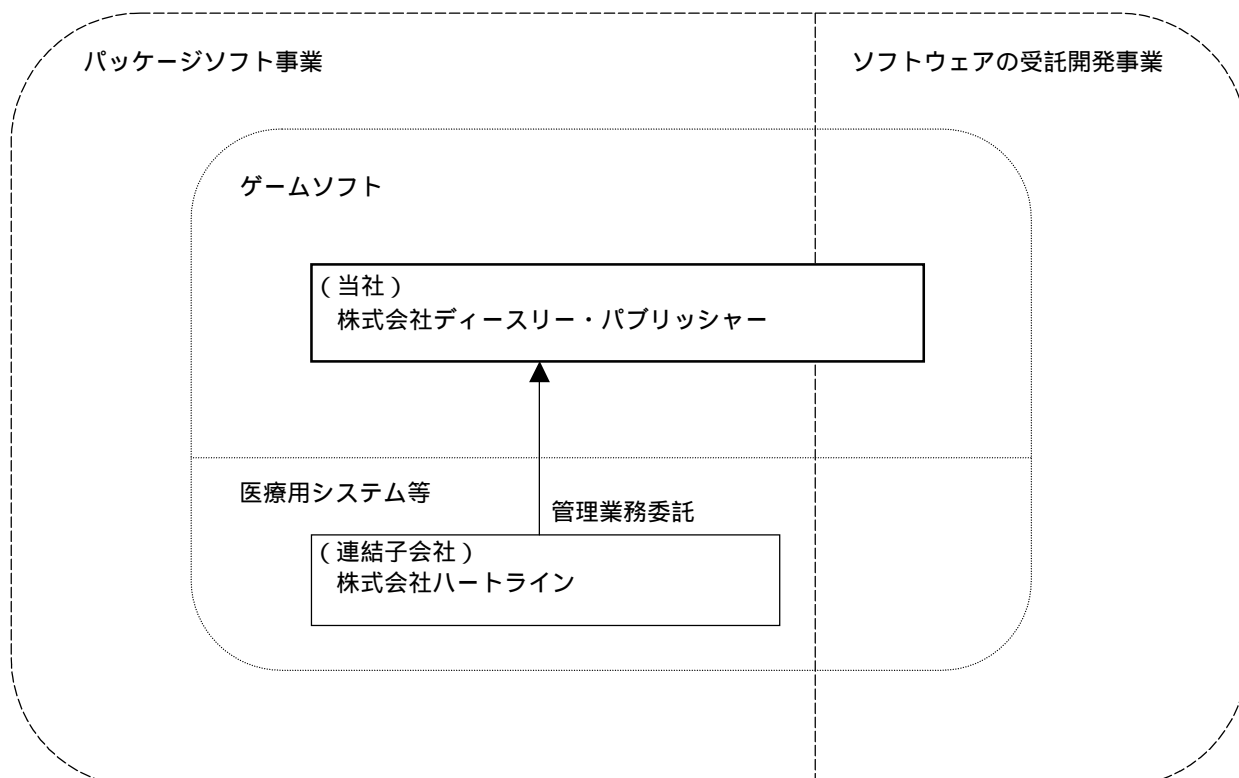 パッケージソフト事業
ソフトウェアの受託開発事業
ゲームソフト
（当社）
株式会社ディースリー・パブリッシャー
医療用システム等
管理業務委託
（連結子会社）
株式会社ハートライン